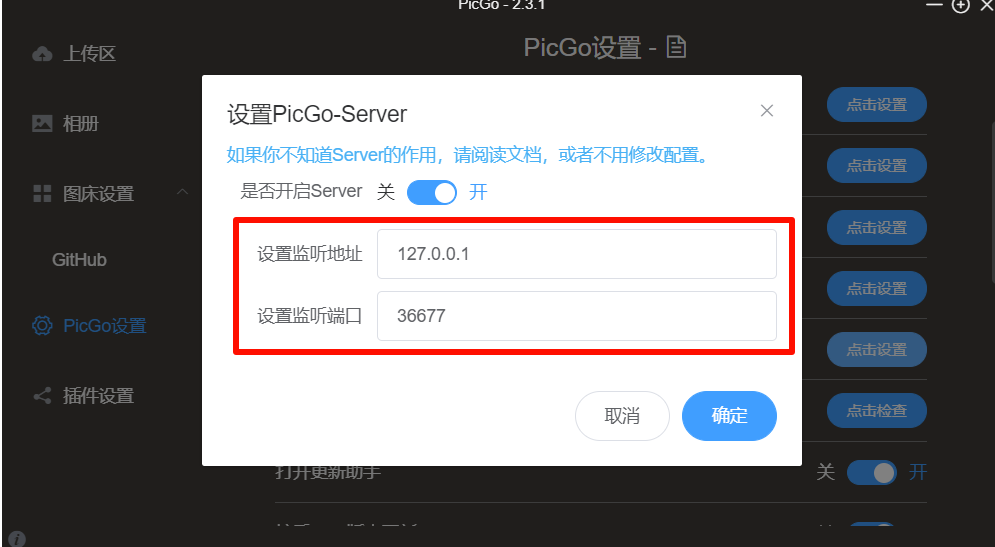 PicGo - 2.3.1
上传区
相册
图床设置
GitHub
PicGo设置
插件设置
PicGo设置 -
点击设置
点击设置
点击设置
点击设置
点击设置
点击检查
设置PicGo-Server
如果你不知道Server的作用，请阅读文档，或者不用修改配置。
是否开启Server 关 开
设置监听地址 127.0.0.1
设置监听端口 36677
取消 确定
打开更新助手 关 开